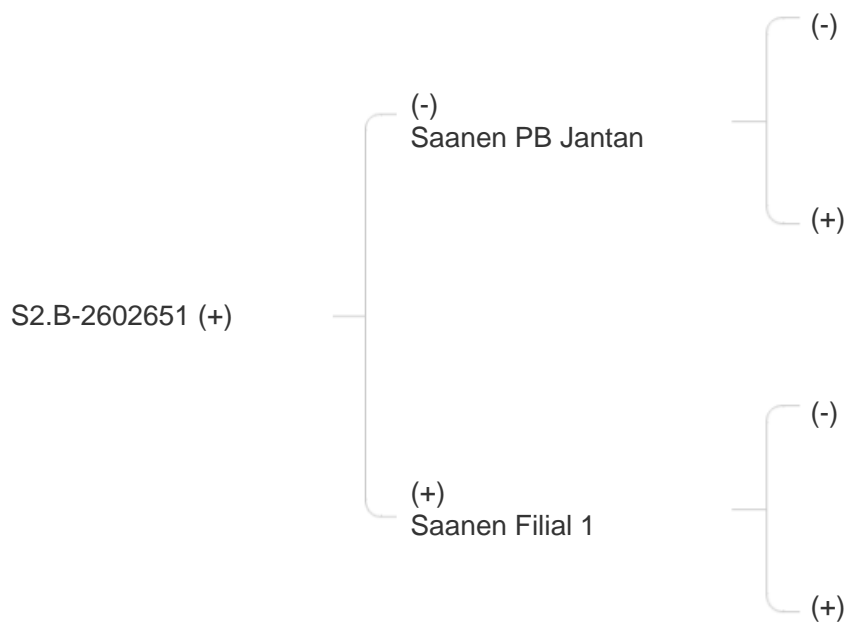 (-)
(-)
Saanen PB Jantan
(+)
S2.B-2602651 (+)
(-)
(+)
Saanen Filial 1
(+)